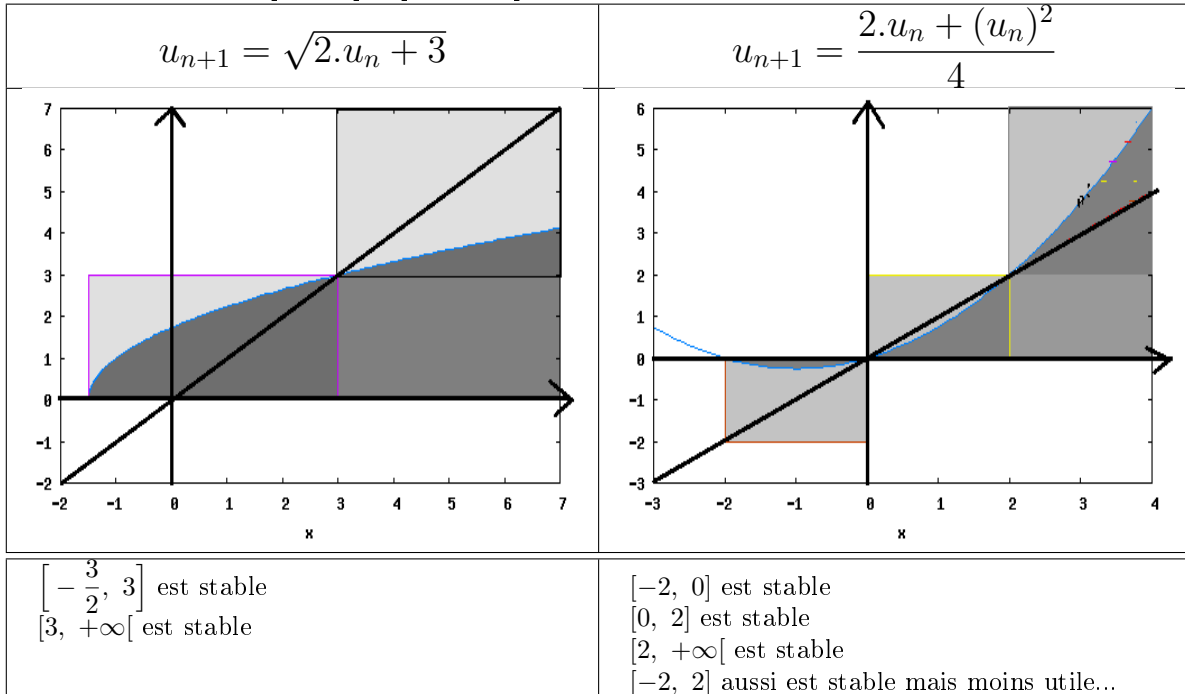 u_{n+1} = \sqrt{2.u_n + 3}
u_{n+1} = \frac{2.u_n + (u_n)^2}{4}
7
6
5
4
3
2
1
0
-1
-2
-2 -1 0 1 2 3 4 5 6 7
x
6
5
4
3
2
1
0
-1
-2
-3
-3 -2 -1 0 1 2 3 4
x
[-\frac{3}{2}, 3] est stable
[3, +∞[ est stable
[−2, 0] est stable
[0, 2] est stable
[2, +∞[ est stable
[−2, 2] aussi est stable mais moins utile...